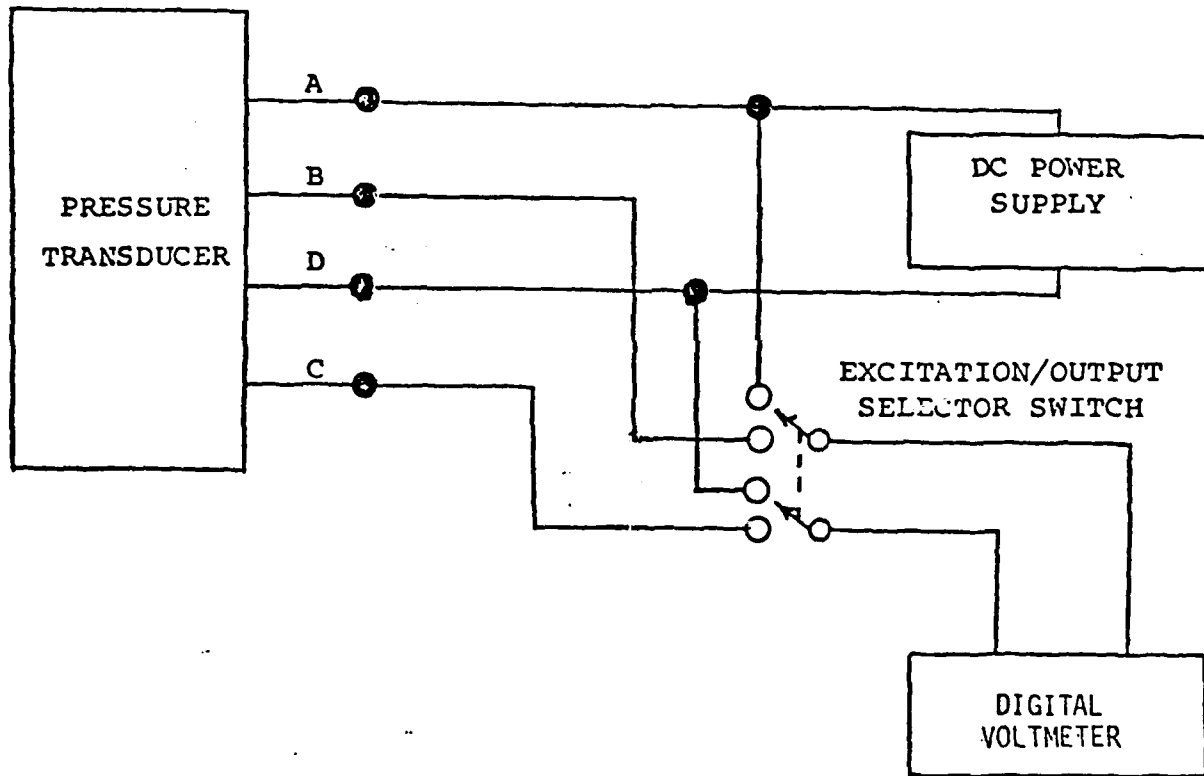 A
B
D
C
PRESSURE
TRANSDUCER
DC POWER
SUPPLY
EXCITATION/OUTPUT
SELECTOR SWITCH
DIGITAL
VOLTMETER